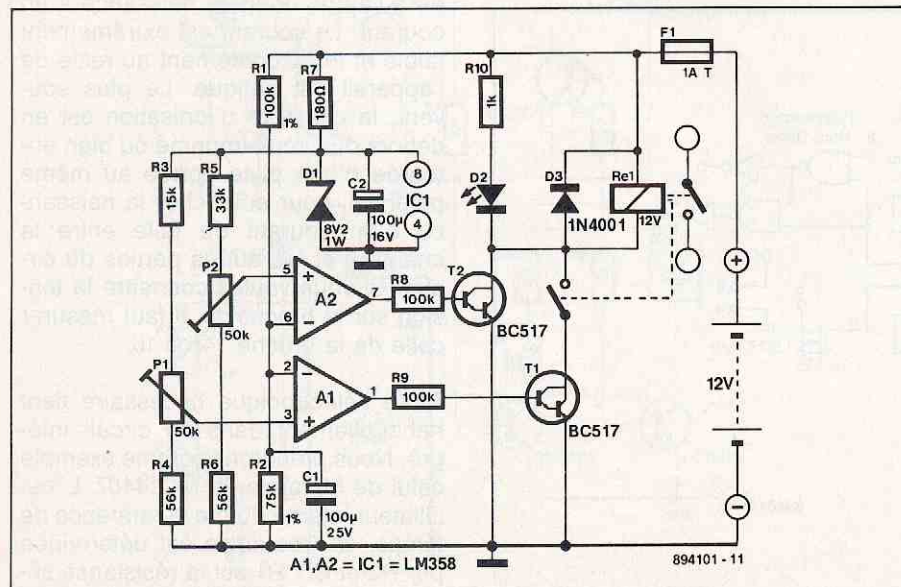 F1
1A T
R1
100k
1%
R7
180Ω
R10
1k
R3
15k
R5
33k
D1
8V2
1W
C2
100µ
16V
8
IC1
4
D2
D3
1N4001
Re1
12V
P2
50k
5
+
6
−
A2
7
R8
100k
T2
BC517
P1
50k
2
−
3
+
A1
1
R9
100k
T1
BC517
+
12V
−
R4
56k
R6
56k
R2
75k
1%
C1
100µ
25V
A1,A2 = IC1 = LM358
894101 - 11